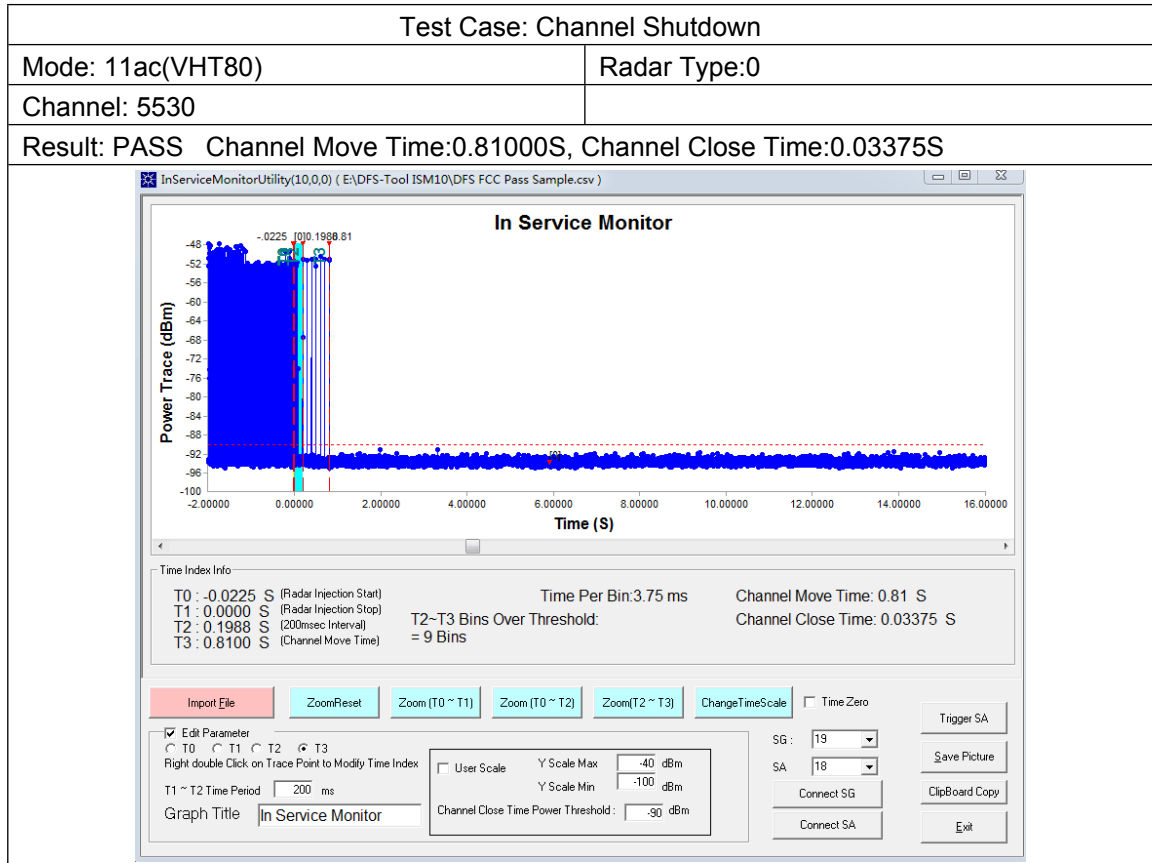 Test Case: Channel Shutdown
Mode: 11ac(VHT80) Radar Type:0
Channel: 5530
Result: PASS Channel Move Time:0.81000S, Channel Close Time:0.03375S
InServiceMonitorUtility(10,0,0) ( E:\DFS-Tool ISM10\DFS FCC Pass Sample.csv )
In Service Monitor
-.0225 [0]0.1988 0.81
T3
Power Trace (dBm)
-48
-52
-56
-60
-64
-68
-72
-76
-80
-84
-88
-92
-96
-100
-2.00000 0.00000 2.00000 4.00000 6.00000 8.00000 10.00000 12.00000 14.00000 16.00000
Time (S)
Time Index Info
T0 : -0.0225 S (Radar Injection Start) Time Per Bin:3.75 ms Channel Move Time: 0.81 S
T1 : 0.0000 S (Radar Injection Stop) T2~T3 Bins Over Threshold: Channel Close Time: 0.03375 S
T2 : 0.1988 S (200msec Interval) = 9 Bins
T3 : 0.8100 S (Channel Move Time)
Import File ZoomReset Zoom (T0 ~ T1) Zoom (T0 ~ T2) Zoom(T2 ~ T3) ChangeTimeScale Time Zero Trigger SA
Edit Parameter
T0 T1 T2 T3
Right double Click on Trace Point to Modify Time Index
T1 ~ T2 Time Period 200 ms
Graph Title In Service Monitor
User Scale Y Scale Max -40 dBm
Y Scale Min -100 dBm
Channel Close Time Power Threshold : -90 dBm
SG : 19
SA 18
Connect SG
Connect SA
Save Picture
ClipBoard Copy
Exit